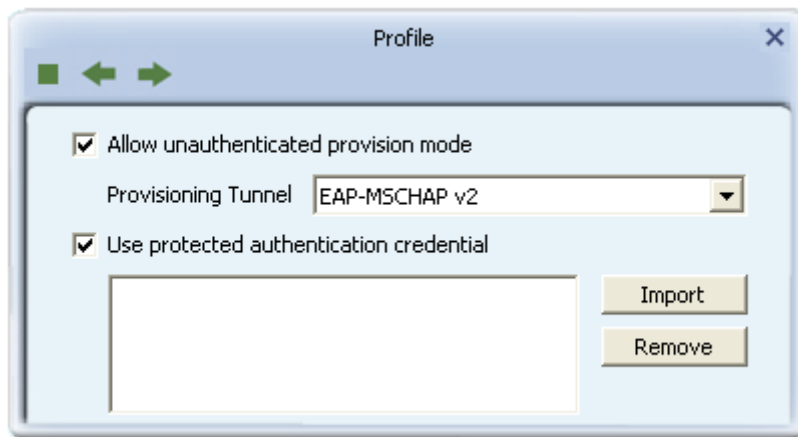 Profile
Allow unauthenticated provision mode
Provisioning Tunnel EAP-MSCHAP v2
Use protected authentication credential
Import
Remove